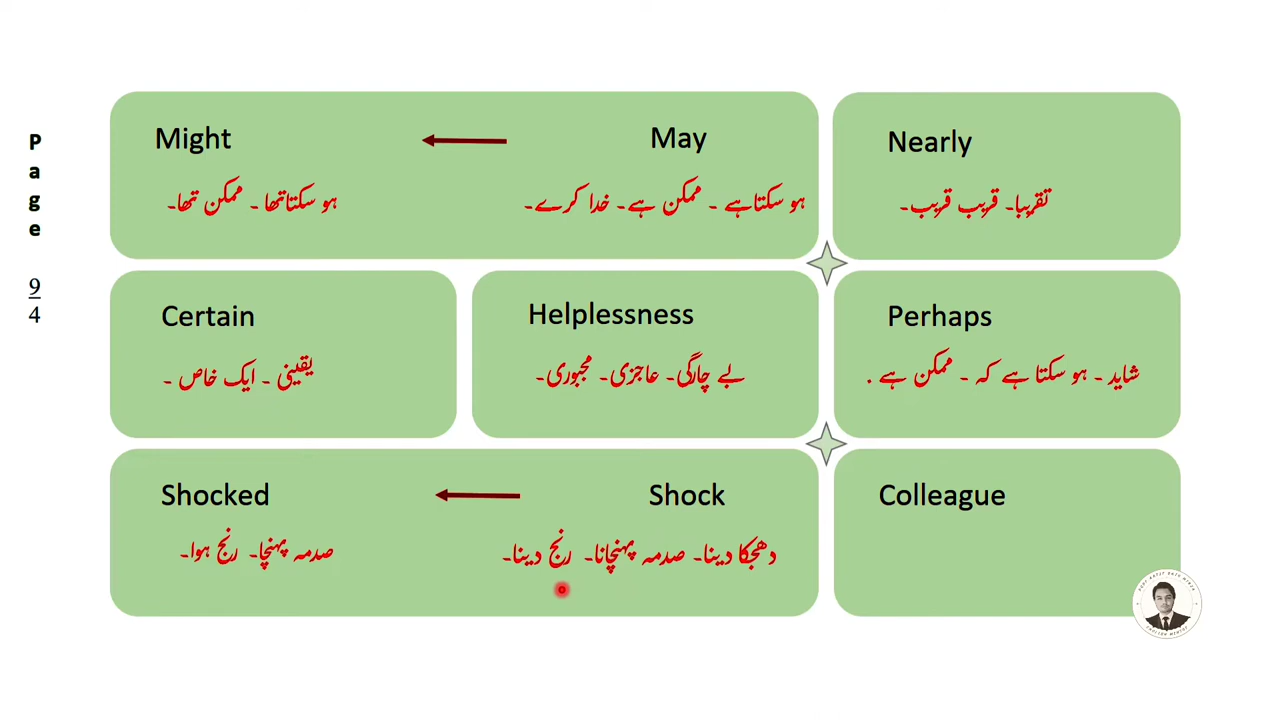 Page
9
4
Might
May
ہو سکتا تھا۔ ممکن تھا۔
ہو سکتا ہے ۔ ممکن ہے۔ خدا کرے۔
Nearly
تقریبا۔ قریب قریب۔
Certain
یقینی ۔ ایک خاص ۔
Helplessness
بے چارگی۔ عاجزی۔ مجبوری۔
Perhaps
شاید ۔ ہو سکتا ہے کہ ۔ ممکن ہے .
Shocked
Shock
صدمہ پہنچا۔ رنج ہوا۔
دھچکا دینا۔ صدمہ پہنچانا۔ رنج دینا۔
Colleague
ENGLISH MENTOR